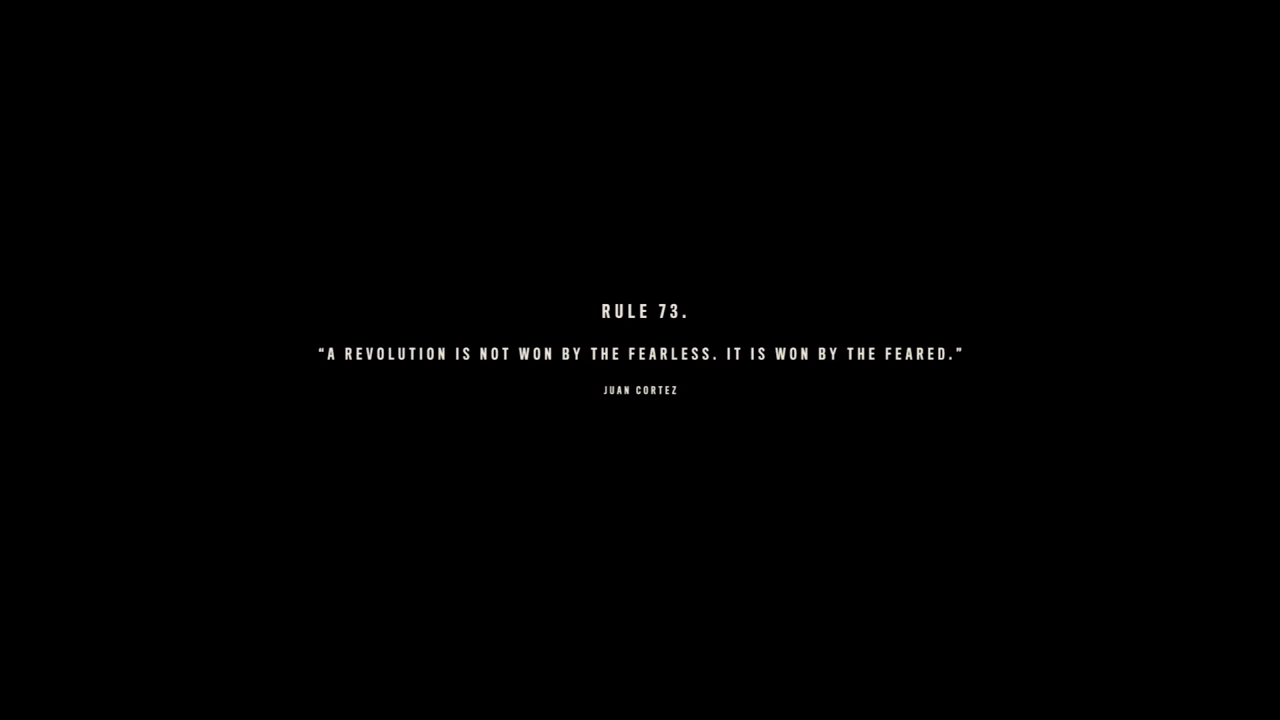 RULE 73.
“A REVOLUTION IS NOT WON BY THE FEARLESS. IT IS WON BY THE FEARED.”
JUAN CORTEZ